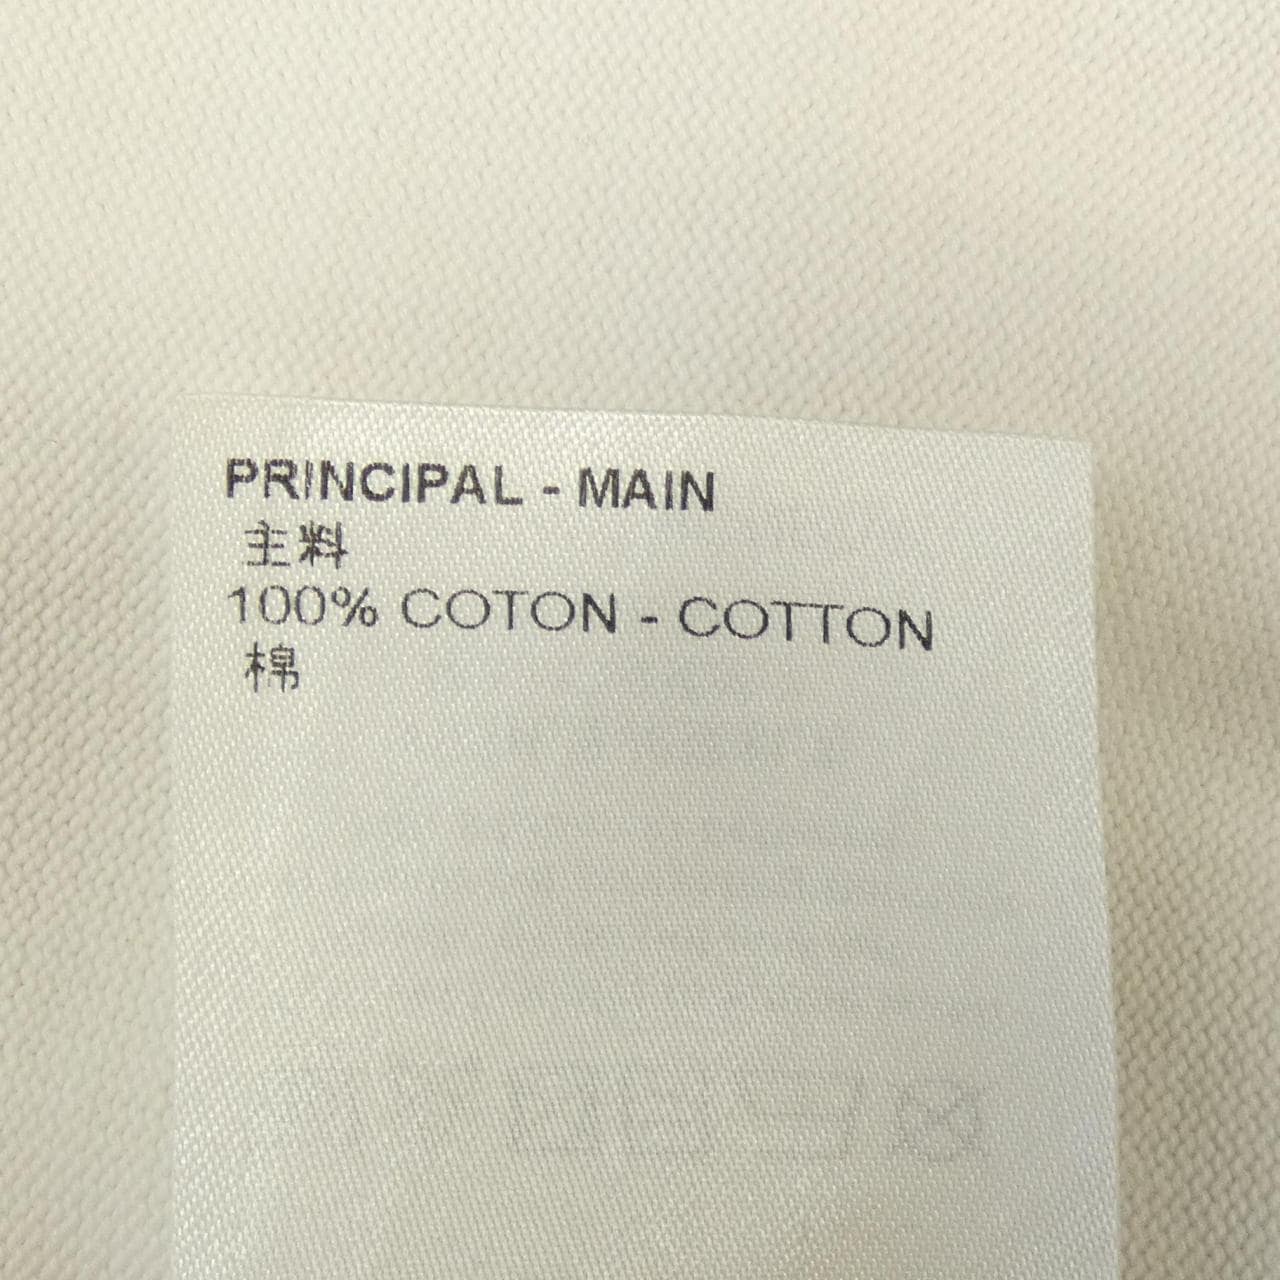 PRINCIPAL - MAIN
主料
100% COTON - COTTON
棉